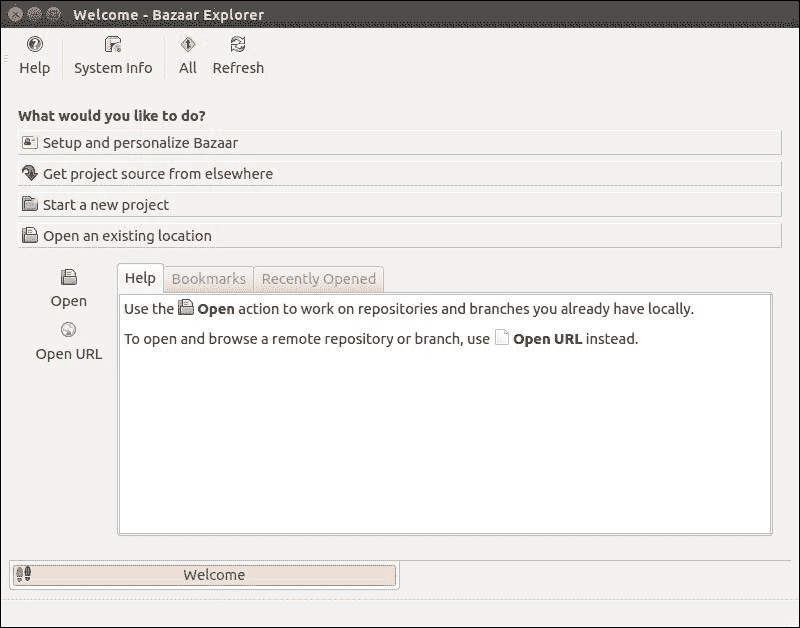 Welcome - Bazaar Explorer
Help System Info All Refresh
What would you like to do?
Setup and personalize Bazaar
Get project source from elsewhere
Start a new project
Open an existing location
Open
Open URL
Help Bookmarks Recently Opened
Use the Open action to work on repositories and branches you already have locally.
To open and browse a remote repository or branch, use Open URL instead.
Welcome